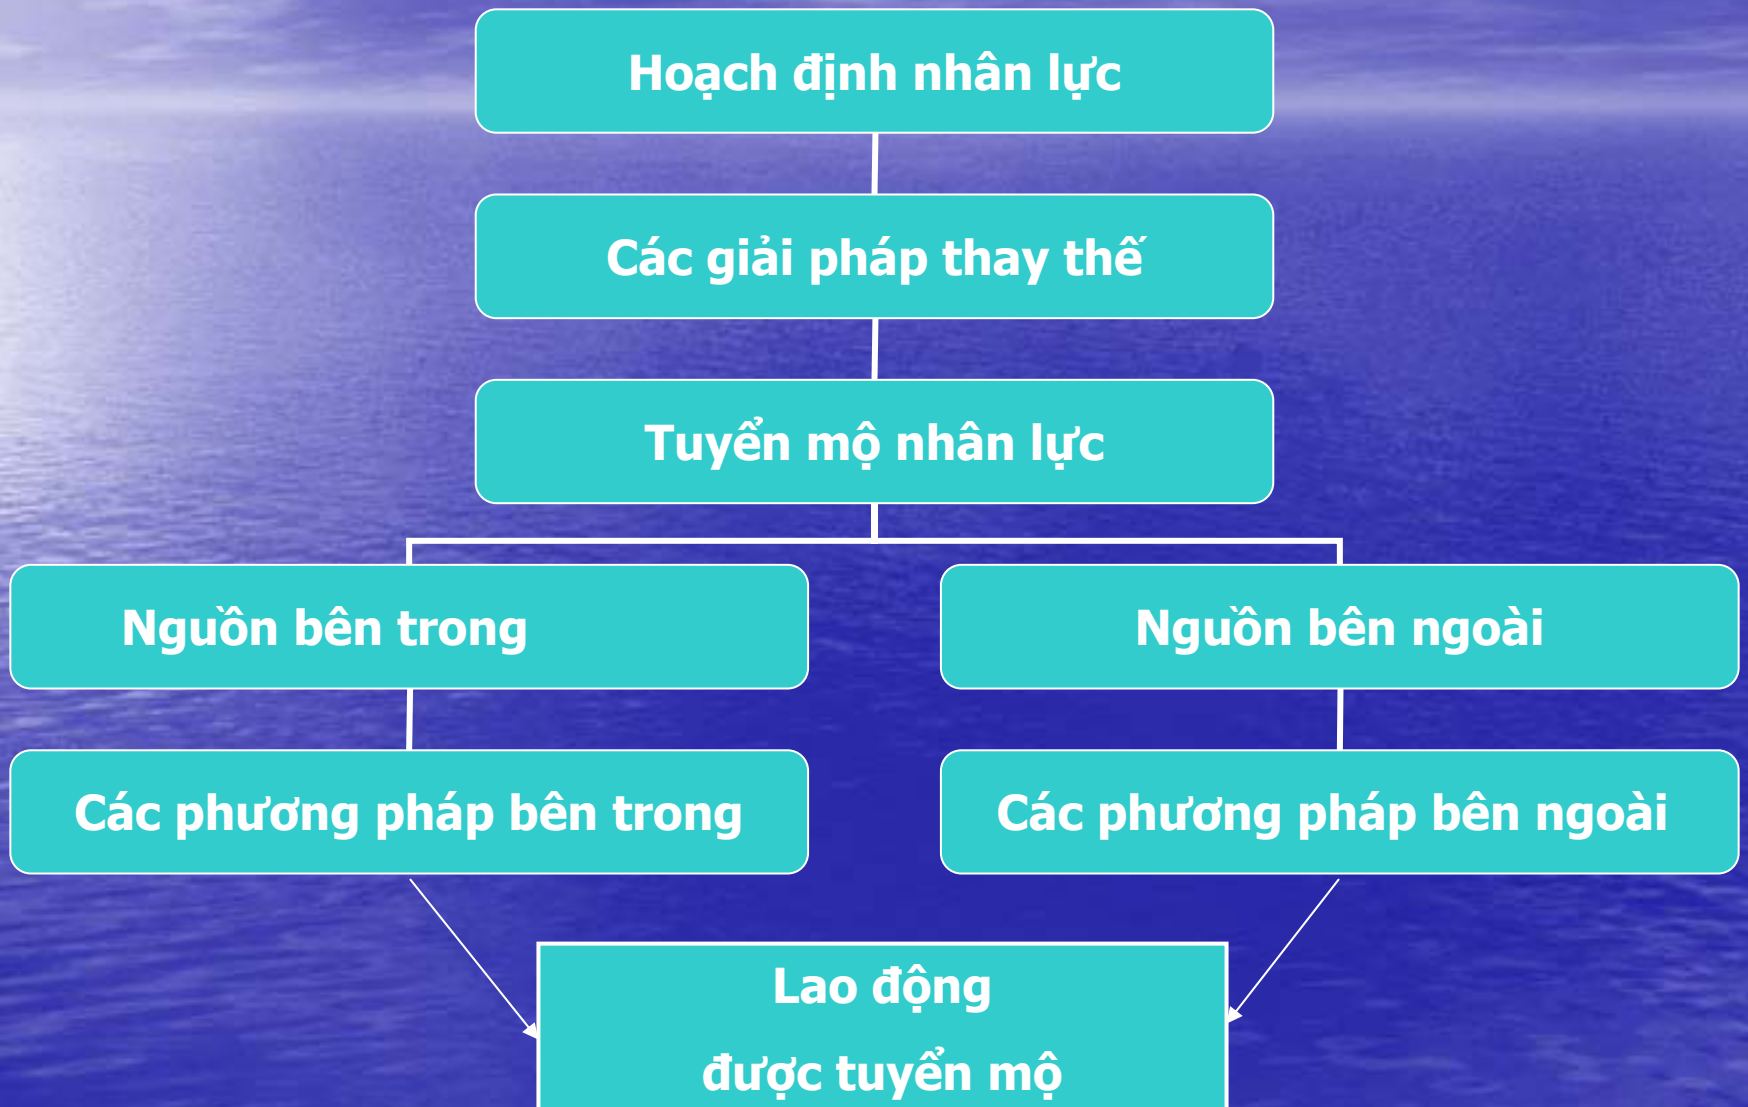 Hoạch định nhân lực
Các giải pháp thay thế
Tuyển mộ nhân lực
Nguồn bên trong
Nguồn bên ngoài
Các phương pháp bên trong
Các phương pháp bên ngoài
Lao động
được tuyển mộ